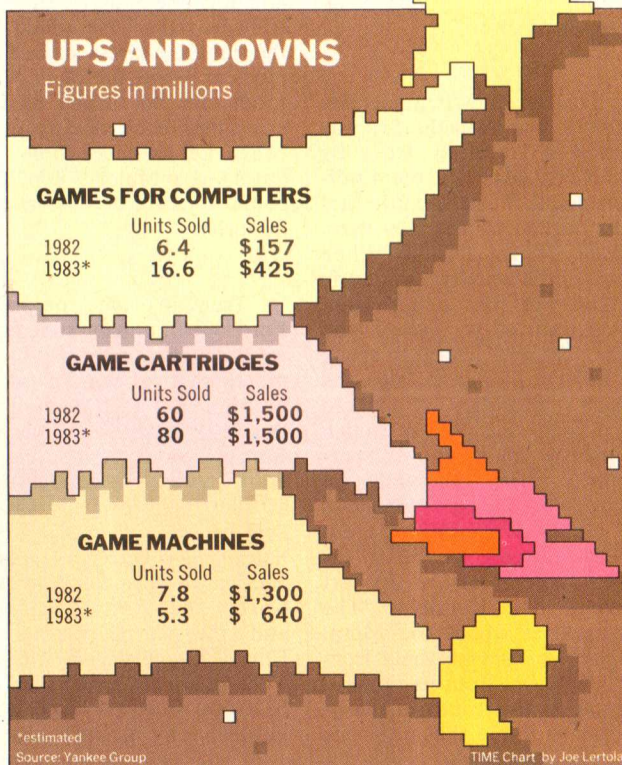 UPS AND DOWNS
Figures in millions
GAMES FOR COMPUTERS
Units Sold Sales
1982 6.4 $157
1983* 16.6 $425
GAME CARTRIDGES
Units Sold Sales
1982 60 $1,500
1983* 80 $1,500
GAME MACHINES
Units Sold Sales
1982 7.8 $1,300
1983* 5.3 $ 640
*estimated
Source: Yankee Group
TIME Chart by Joe Lertola